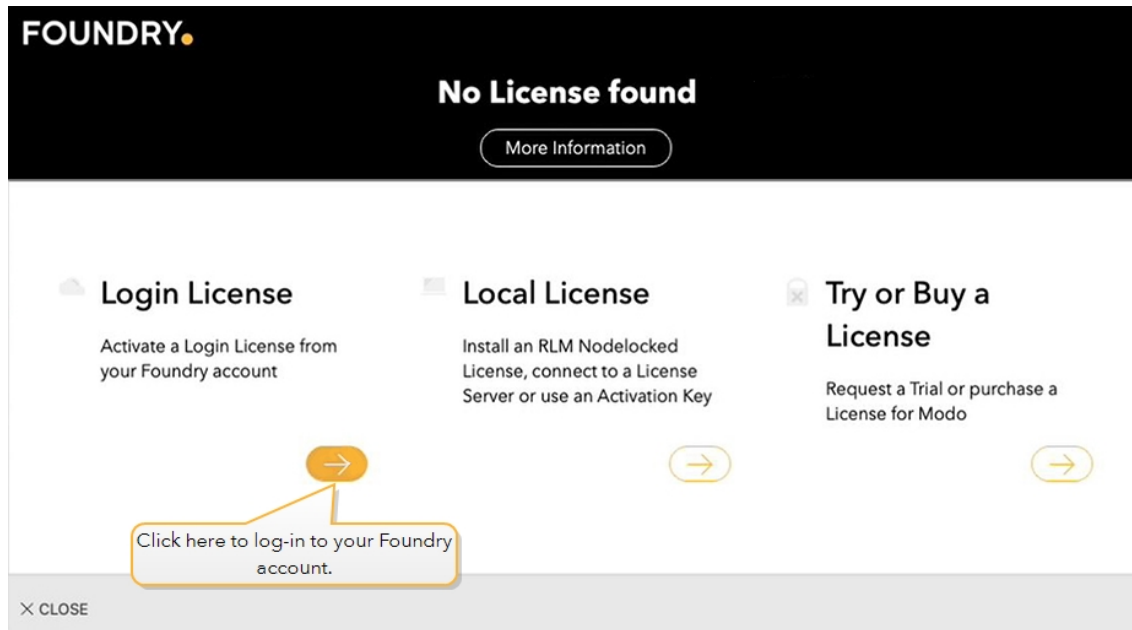 FOUNDRY.
No License found
More Information
Login License
Activate a Login License from
your Foundry account
Local License
Install an RLM Nodelocked
License, connect to a License
Server or use an Activation Key
Try or Buy a
License
Request a Trial or purchase a
License for Modo
Click here to log-in to your Foundry
account.
CLOSE